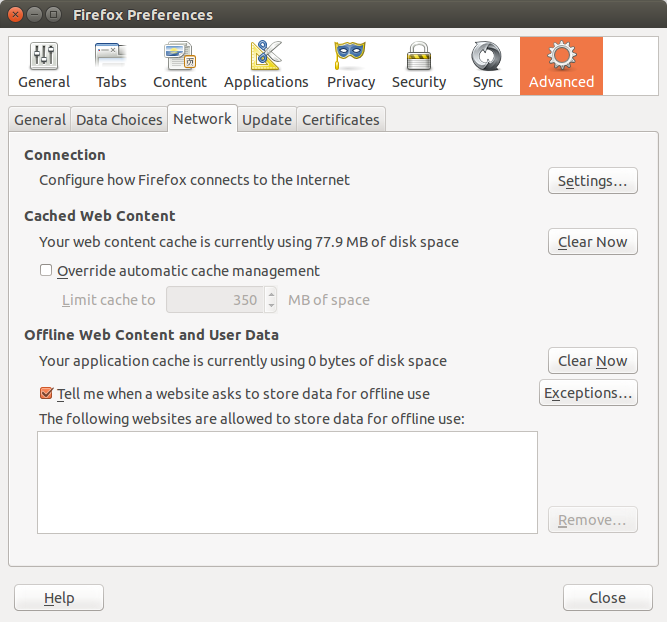 Firefox Preferences
General Tabs Content Applications Privacy Security Sync Advanced
General Data Choices Network Update Certificates
Connection
Configure how Firefox connects to the Internet Settings...
Cached Web Content
Your web content cache is currently using 77.9 MB of disk space Clear Now
Override automatic cache management
Limit cache to 350 MB of space
Offline Web Content and User Data
Your application cache is currently using 0 bytes of disk space Clear Now
Tell me when a website asks to store data for offline use Exceptions...
The following websites are allowed to store data for offline use:
Remove...
Help Close